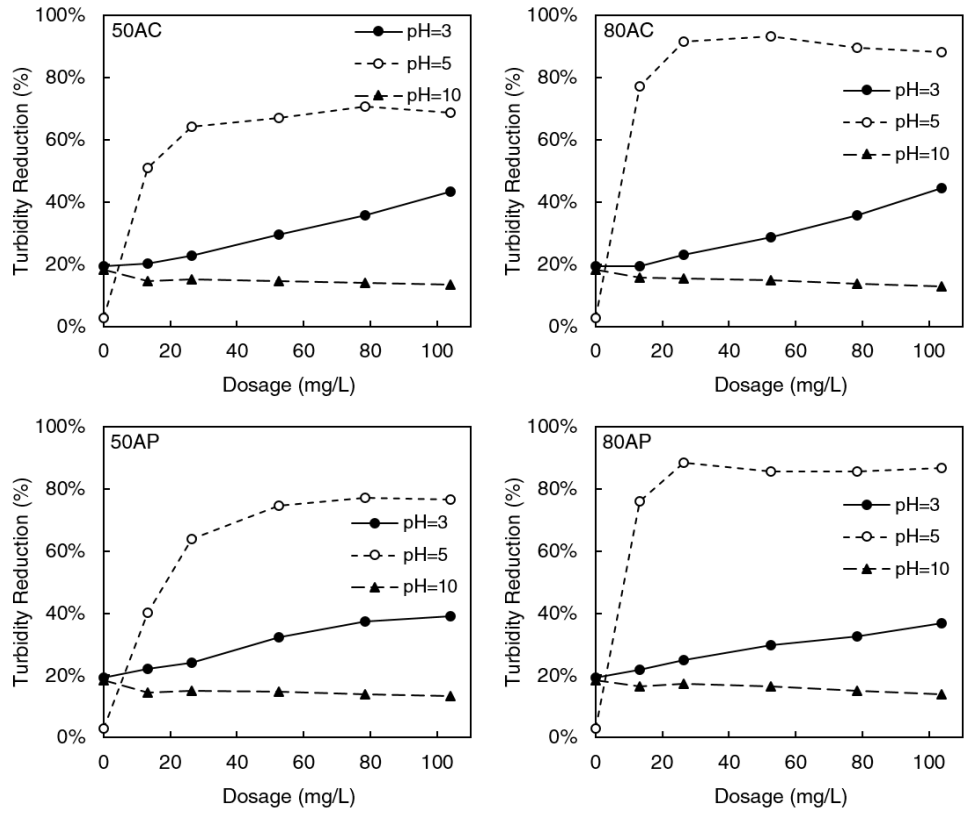 50AC
pH=3
pH=5
pH=10
100%
80%
60%
40%
20%
0%
Turbidity Reduction (%)
0 20 40 60 80 100
Dosage (mg/L)
80AC
pH=3
pH=5
pH=10
100%
80%
60%
40%
20%
0%
Turbidity Reduction (%)
0 20 40 60 80 100
Dosage (mg/L)
50AP
pH=3
pH=5
pH=10
100%
80%
60%
40%
20%
0%
Turbidity Reduction (%)
0 20 40 60 80 100
Dosage (mg/L)
80AP
pH=3
pH=5
pH=10
100%
80%
60%
40%
20%
0%
Turbidity Reduction (%)
0 20 40 60 80 100
Dosage (mg/L)